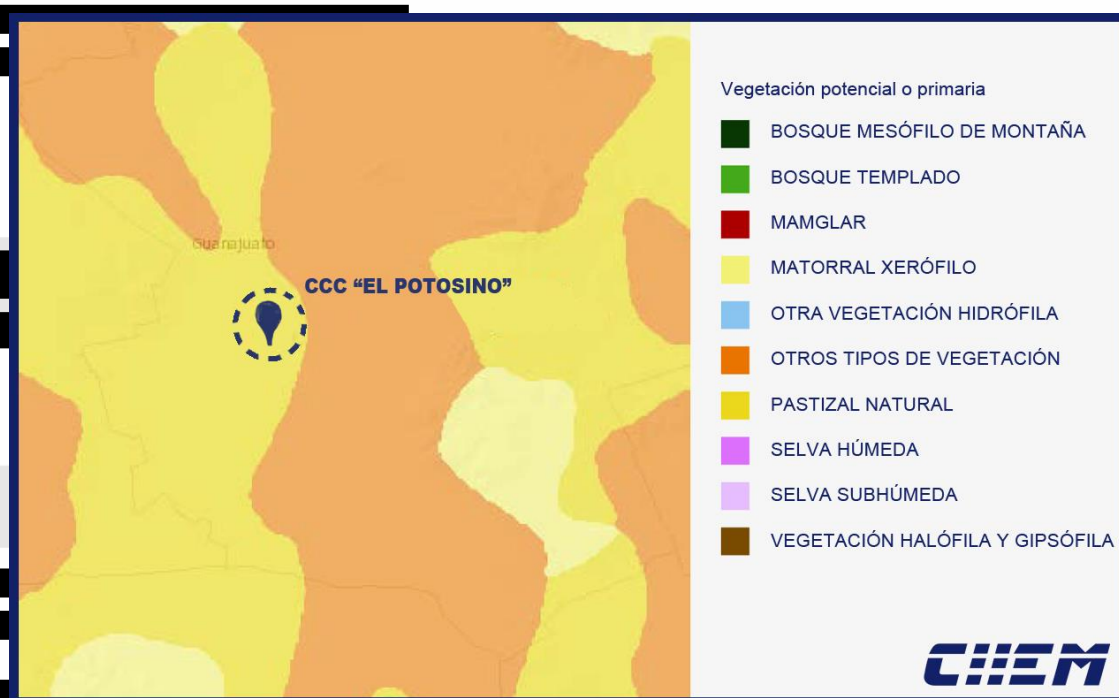 Guanajuato
CCC “EL POTOSINO”
Vegetación potencial o primaria
BOSQUE MESÓFILO DE MONTAÑA
BOSQUE TEMPLADO
MAMGLAR
MATORRAL XERÓFILO
OTRA VEGETACIÓN HIDRÓFILA
OTROS TIPOS DE VEGETACIÓN
PASTIZAL NATURAL
SELVA HÚMEDA
SELVA SUBHÚMEDA
VEGETACIÓN HALÓFILA Y GIPSÓFILA
CIIEM